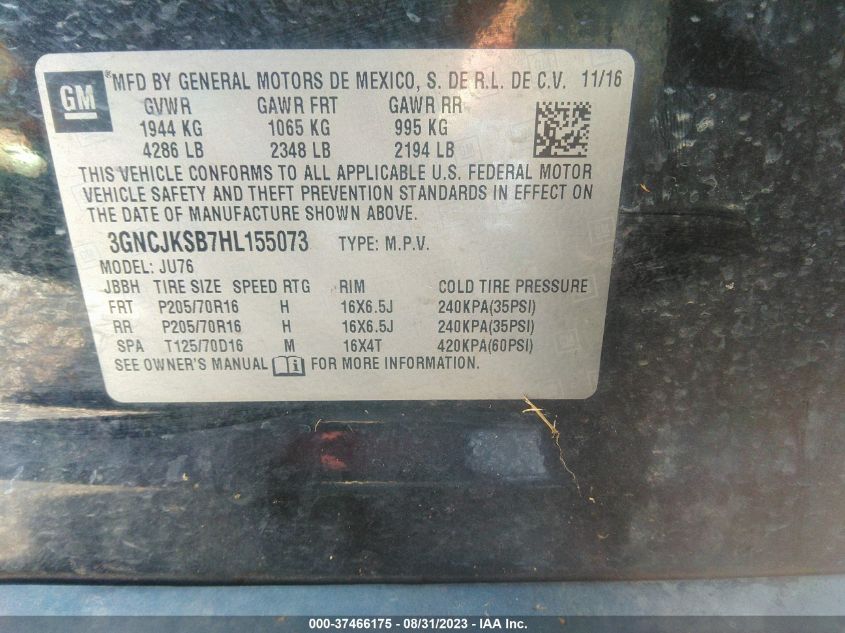 GM
® MFD BY GENERAL MOTORS DE MEXICO, S. DE R.L. DE C.V. 11/16
GVWR GAWR FRT GAWR RR
1944 KG 1065 KG 995 KG
4286 LB 2348 LB 2194 LB
THIS VEHICLE CONFORMS TO ALL APPLICABLE U.S. FEDERAL MOTOR
VEHICLE SAFETY AND THEFT PREVENTION STANDARDS IN EFFECT ON
THE DATE OF MANUFACTURE SHOWN ABOVE.
3GNCJKSB7HL155073 TYPE: M.P.V.
MODEL: JU76
JBBH TIRE SIZE SPEED RTG RIM COLD TIRE PRESSURE
FRT P205/70R16 H 16X6.5J 240KPA(35PSI)
RR P205/70R16 H 16X6.5J 240KPA(35PSI)
SPA T125/70D16 M 16X4T 420KPA(60PSI)
SEE OWNER'S MANUAL FOR MORE INFORMATION.
000-37466175 - 08/31/2023 - IAA Inc.